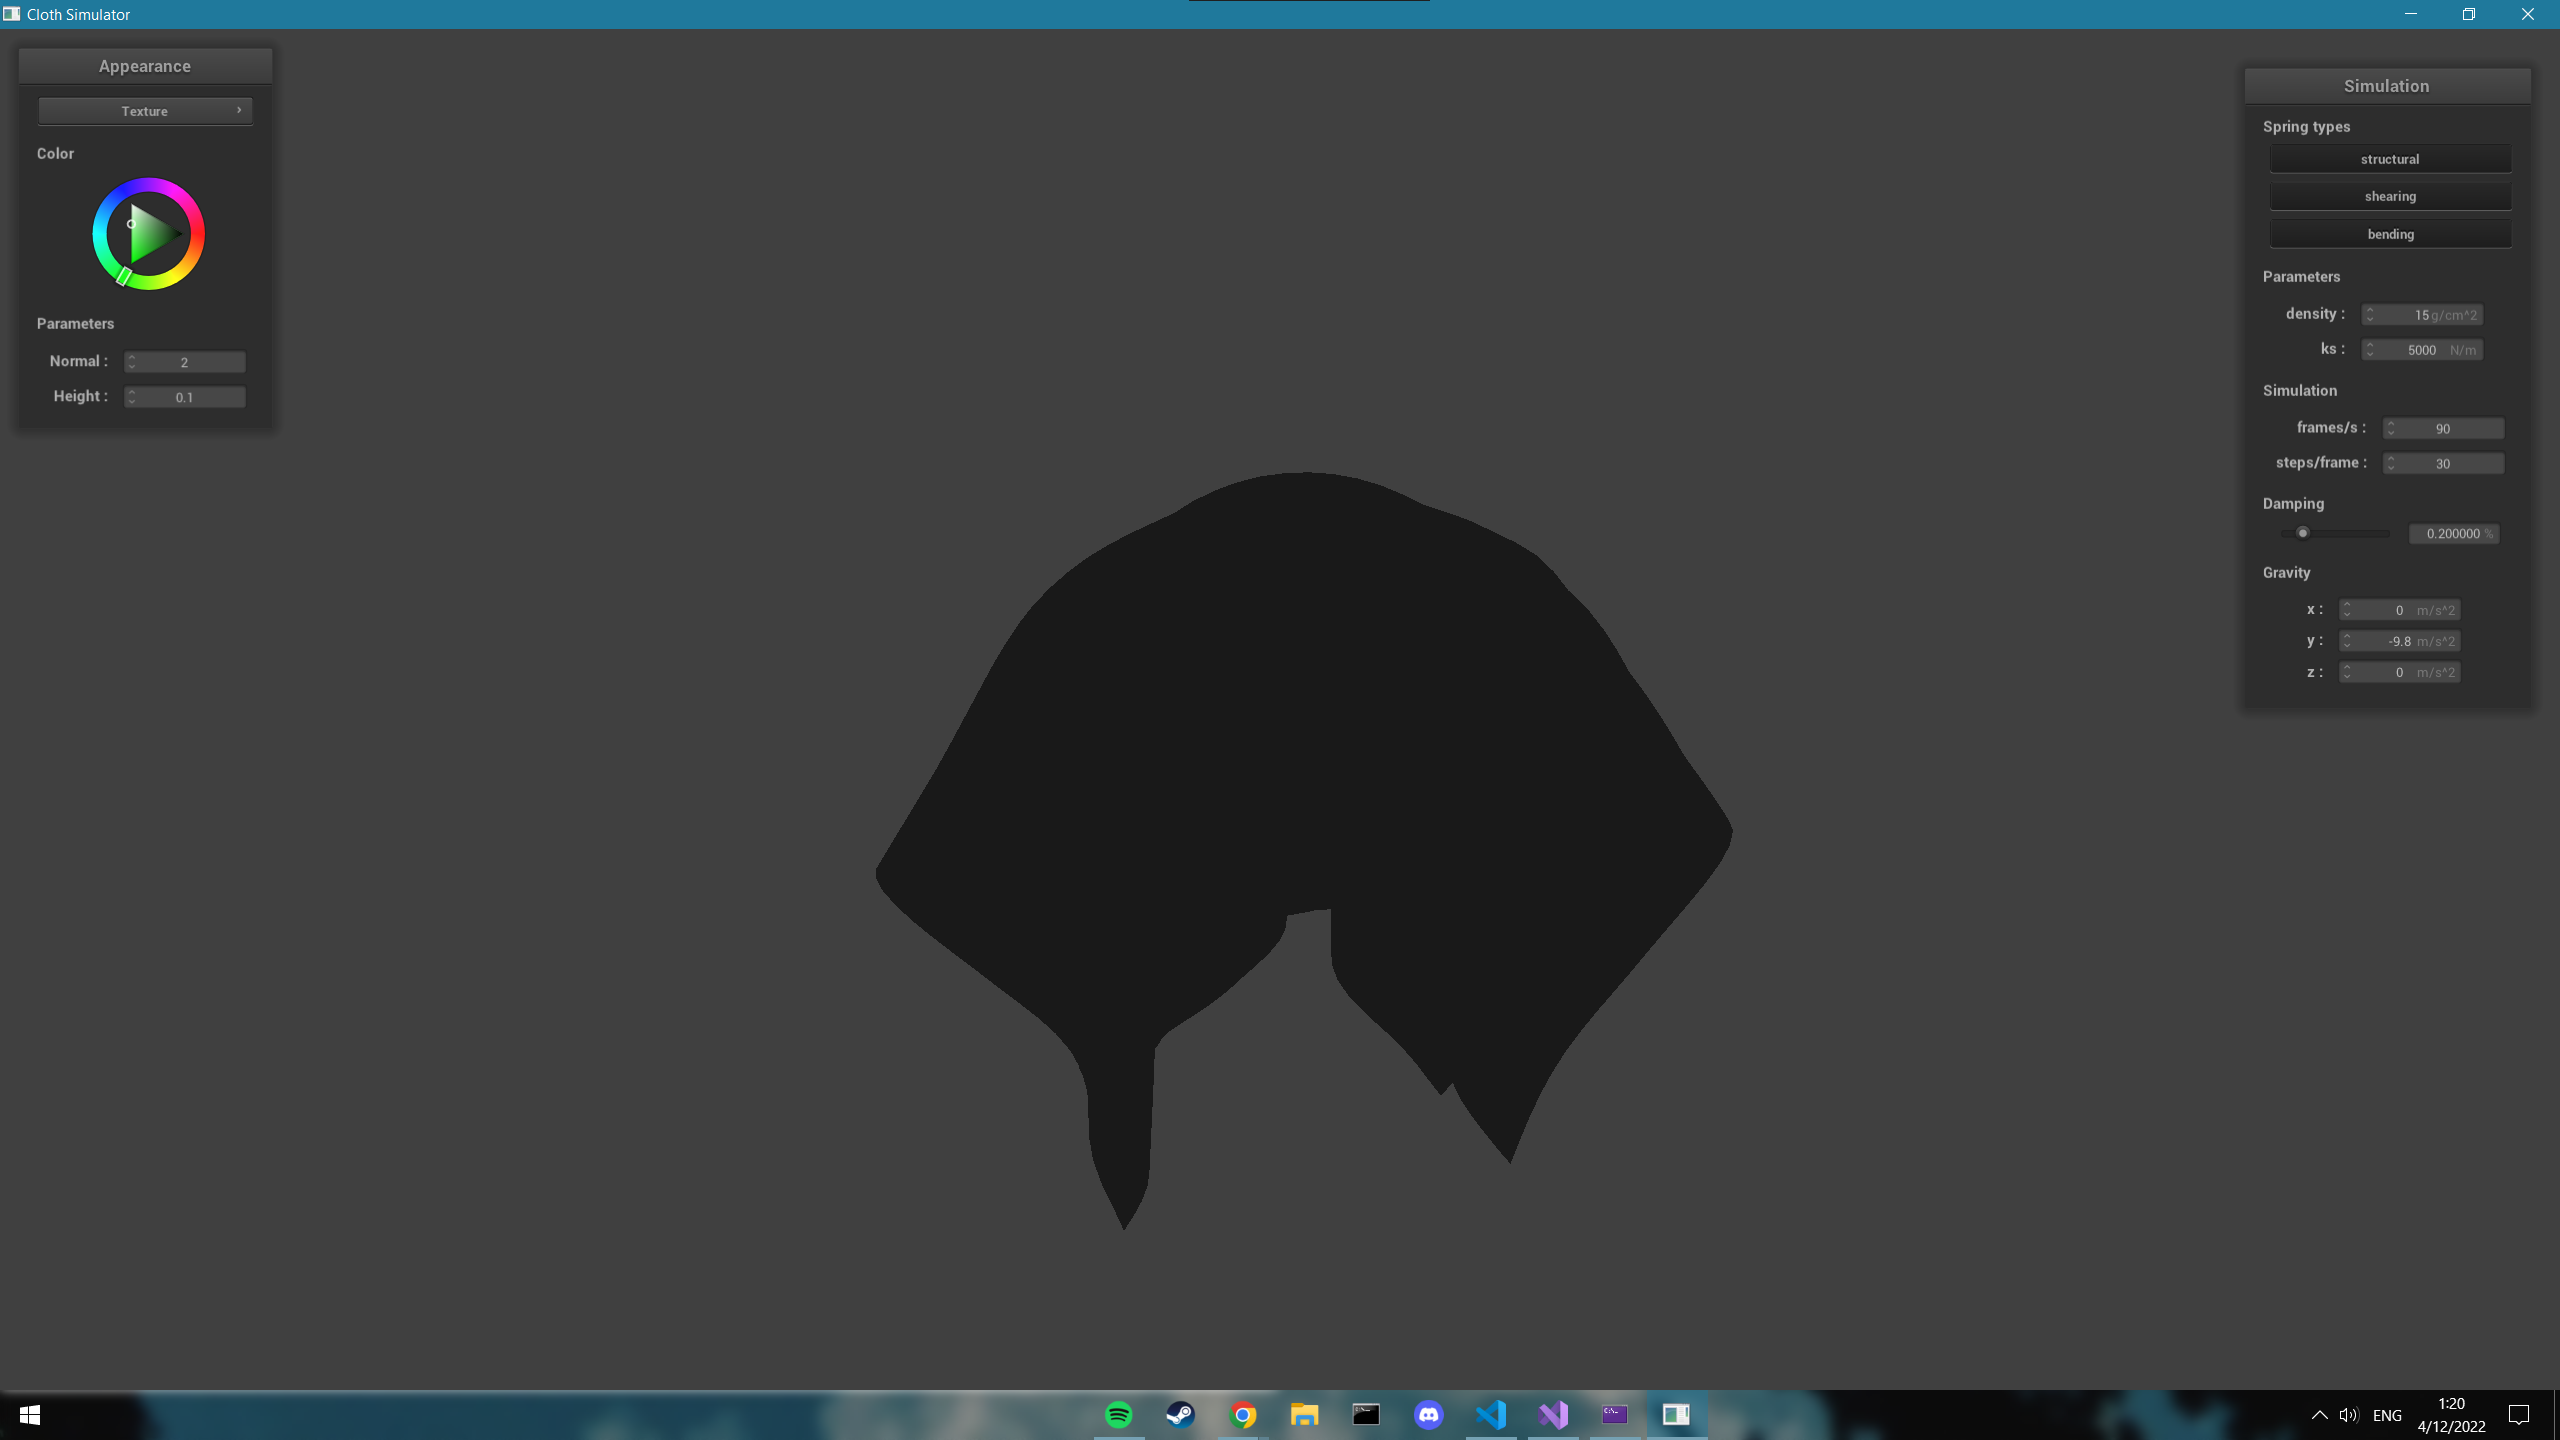 Cloth Simulator
Appearance
Texture
Color
Parameters
Normal : 2
Height : 0.1
Simulation
Spring types
structural
shearing
bending
Parameters
density : 15 g/cm^2
ks : 5000 N/m
Simulation
frames/s : 90
steps/frame : 30
Damping
0.200000 %
Gravity
x : 0 m/s^2
y : -9.8 m/s^2
z : 0 m/s^2
ENG
1:20
4/12/2022